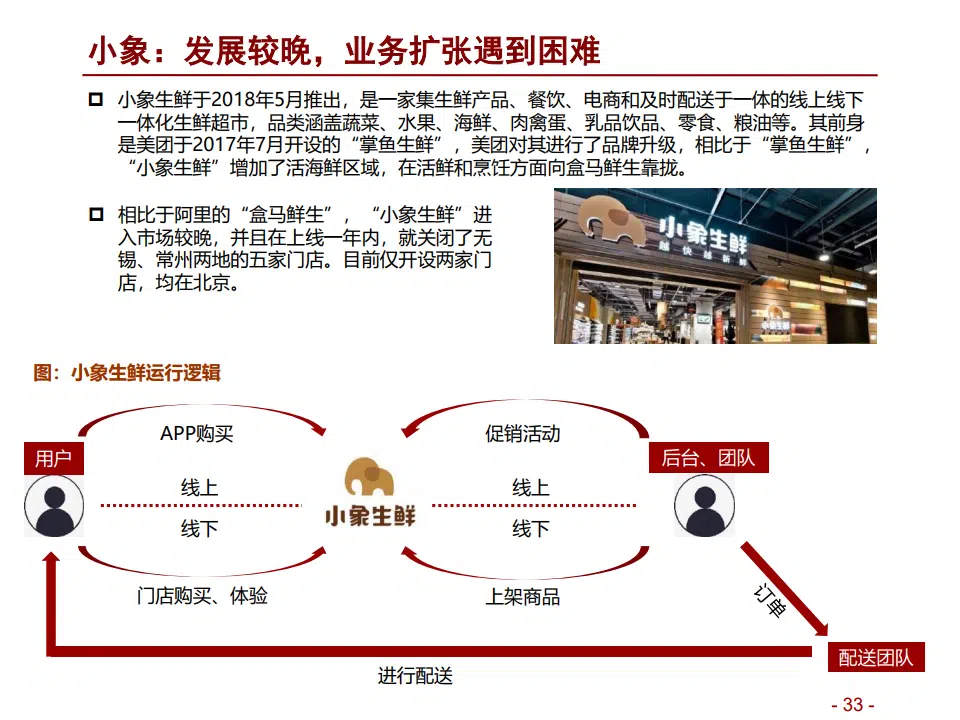 小象：发展较晚，业务扩张遇到困难
小象生鲜于2018年5月推出，是一家集生鲜产品、餐饮、电商和及时配送于一体的线上线下
一体化生鲜超市，品类涵盖蔬菜、水果、海鲜、肉禽蛋、乳品饮品、零食、粮油等。其前身
是美团于2017年7月开设的“掌鱼生鲜”，美团对其进行了品牌升级，相比于“掌鱼生鲜”，
“小象生鲜”增加了活海鲜区域，在活鲜和烹饪方面向盒马鲜生靠拢。
相比于阿里的“盒马鲜生”，“小象生鲜”进
入市场较晚，并且在上线一年内，就关闭了无
锡、常州两地的五家门店。目前仅开设两家门
店，均在北京。
小象生鲜
越快越新鲜
小象生鲜
图：小象生鲜运行逻辑
APP购买
促销活动
用户
后台、团队
线上
线上
小象生鲜
线下
线下
门店购买、体验
上架商品
订单
配送团队
进行配送
- 33 -